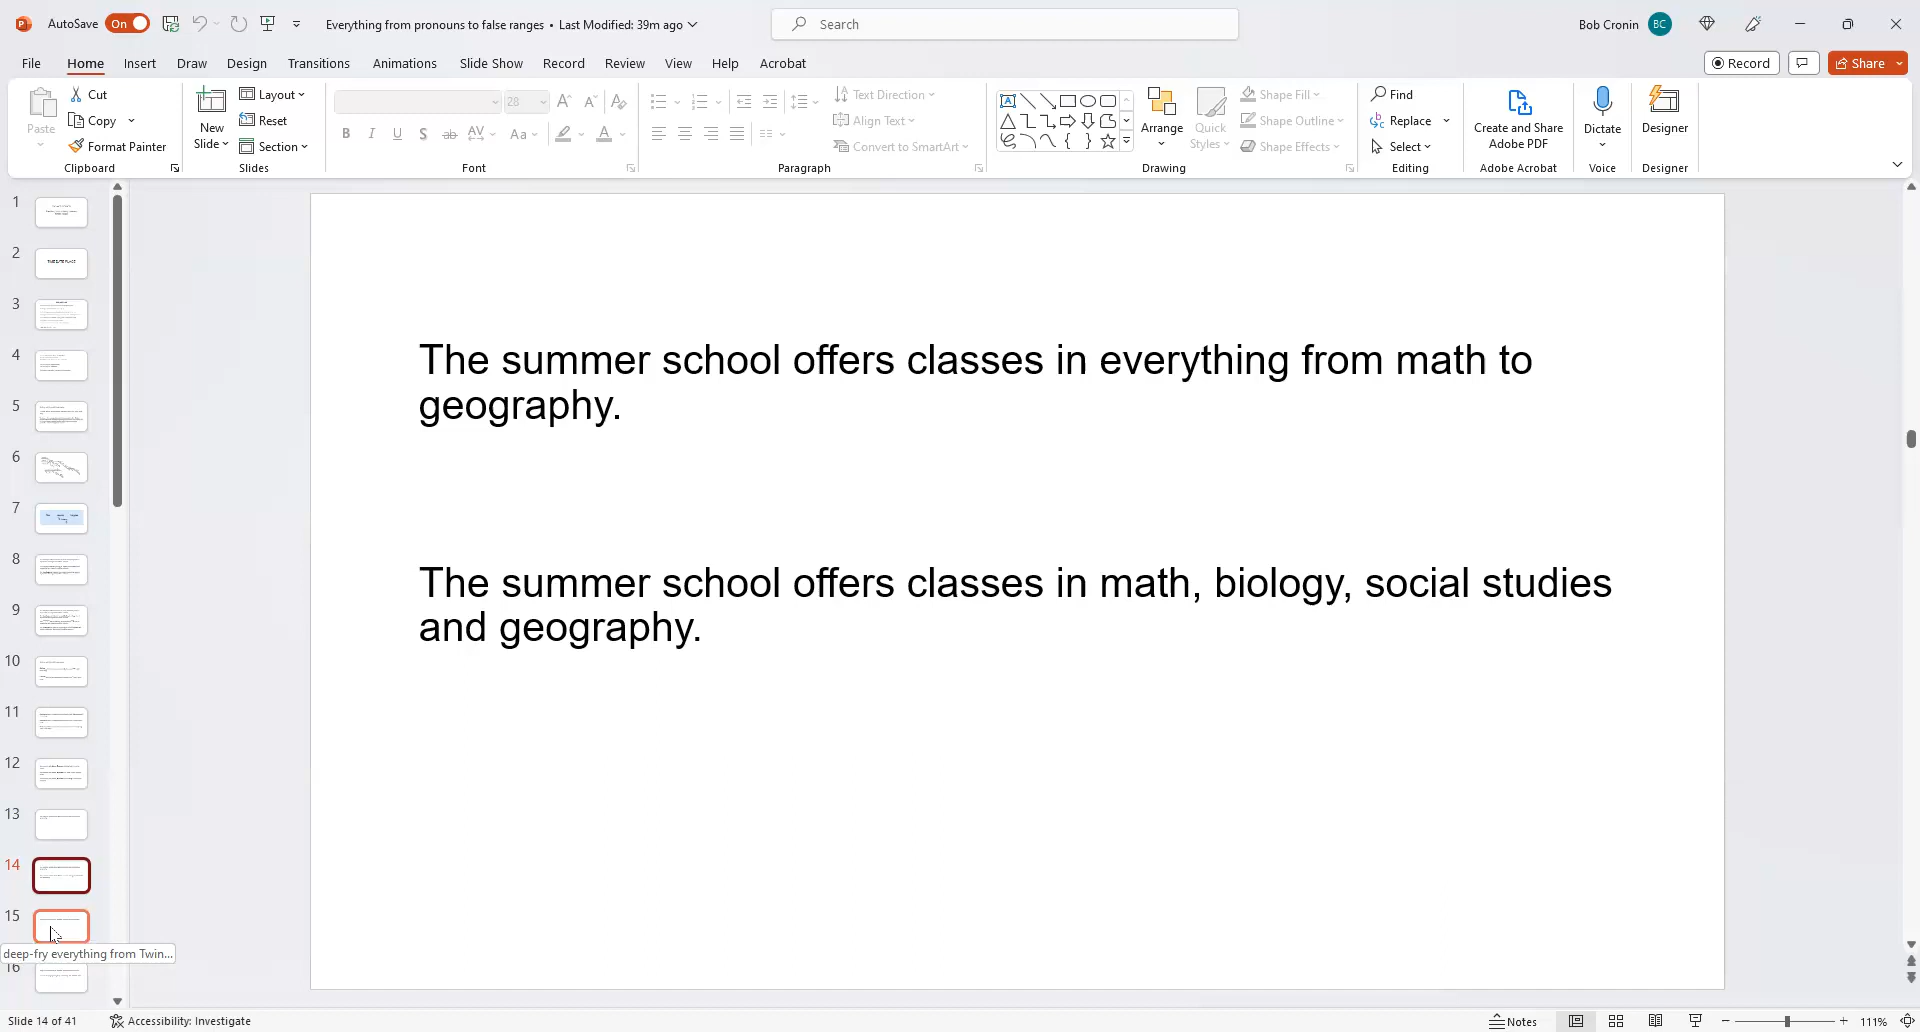 AutoSave On Everything from pronouns to false ranges • Last Modified: 39m ago Search Bob Cronin BC
File Home Insert Draw Design Transitions Animations Slide Show Record Review View Help Acrobat Record Share
Paste
Cut
Copy
Format Painter
Clipboard
New
Slide
Layout
Reset
Section
Slides
28
B I U S ab AV Aa A
Font
Text Direction
Align Text
Convert to SmartArt
Paragraph
Arrange
Quick
Styles
Shape Fill
Shape Outline
Shape Effects
Drawing
Find
Replace
Select
Editing
Create and Share
Adobe PDF
Adobe Acrobat
Dictate
Voice
Designer
Designer
1
2
3
4
5
6
7
8
9
10
11
12
13
14
15
deep-fry everything from Twin...
16
The summer school offers classes in everything from math to
geography.
The summer school offers classes in math, biology, social studies
and geography.
Slide 14 of 41 Accessibility: Investigate Notes 111%